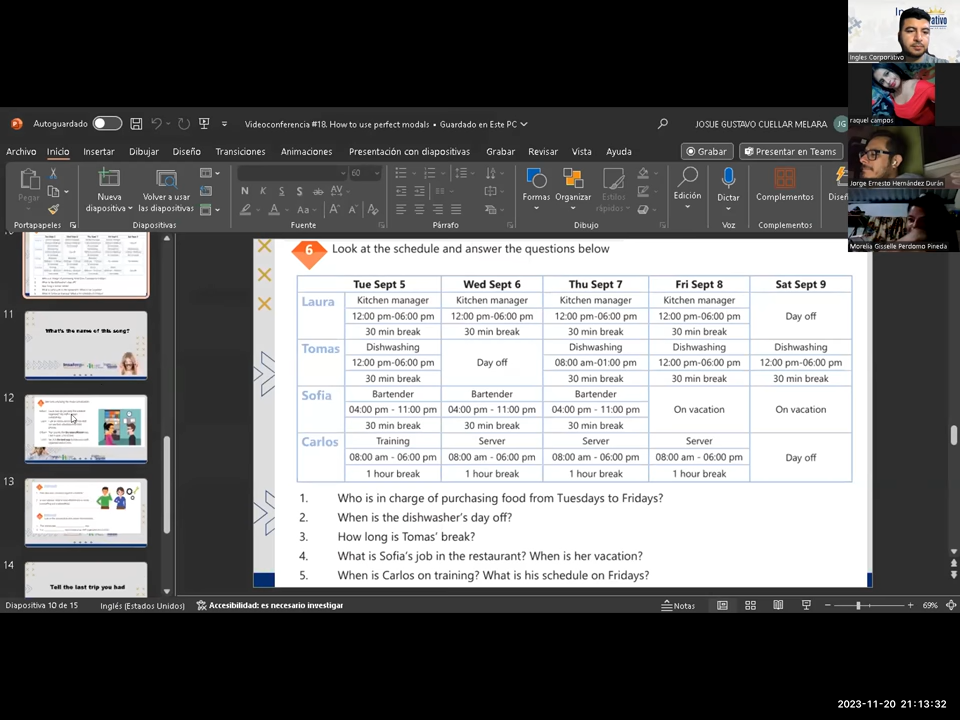 Ingles Corporativo
raquel campos
Jorge Ernesto Hernández Durán
Morelia Gisselle Perdomo Pineda
Autoguardado
Videoconferencia #18. How to use perfect modals • Guardado en Este PC
JOSUE GUSTAVO CUELLAR MELARA
JG
Archivo Inicio Insertar Dibujar Diseño Transiciones Animaciones Presentación con diapositivas Grabar Revisar Vista Ayuda Grabar Presentar en Teams
Pegar
Nueva diapositiva
Volver a usar las diapositivas
60
N K S S ab AV
Aa A A
Formas
Organizar
Estilos rápidos
Edición
Dictar
Complementos
Portapapeles Diapositivas Fuente Párrafo Dibujo Voz Complementos
11
What's the name of this song?
12
13
14
Tell the last trip you had
6 Look at the schedule and answer the questions below
Tue Sept 5 Wed Sept 6 Thu Sept 7 Fri Sept 8 Sat Sept 9
Laura Kitchen manager Kitchen manager Kitchen manager Kitchen manager Day off
12:00 pm-06:00 pm 12:00 pm-06:00 pm 12:00 pm-06:00 pm 12:00 pm-06:00 pm
30 min break 30 min break 30 min break 30 min break
Tomas Dishwashing Day off Dishwashing Dishwashing Dishwashing
12:00 pm-06:00 pm 08:00 am-01:00 pm 12:00 pm-06:00 pm 12:00 pm-06:00 pm
30 min break 30 min break 30 min break 30 min break
Sofia Bartender Bartender Bartender On vacation On vacation
04:00 pm - 11:00 pm 04:00 pm - 11:00 pm 04:00 pm - 11:00 pm
30 min break 30 min break 30 min break
Carlos Training Server Server Server Day off
08:00 am - 06:00 pm 08:00 am - 06:00 pm 08:00 am - 06:00 pm 08:00 am - 06:00 pm
1 hour break 1 hour break 1 hour break 1 hour break
1. Who is in charge of purchasing food from Tuesdays to Fridays?
2. When is the dishwasher's day off?
3. How long is Tomas' break?
4. What is Sofia's job in the restaurant? When is her vacation?
5. When is Carlos on training? What is his schedule on Fridays?
Diapositiva 10 de 15 Inglés (Estados Unidos) Accesibilidad: es necesario investigar Notas 69%
2023-11-20 21:13:32